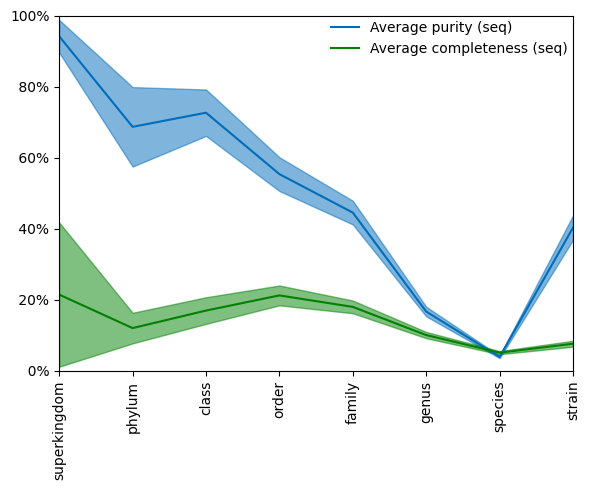 100%
80%
60%
40%
20%
0%
Average purity (seq)
Average completeness (seq)
superkingdom
phylum
class
order
family
genus
species
strain